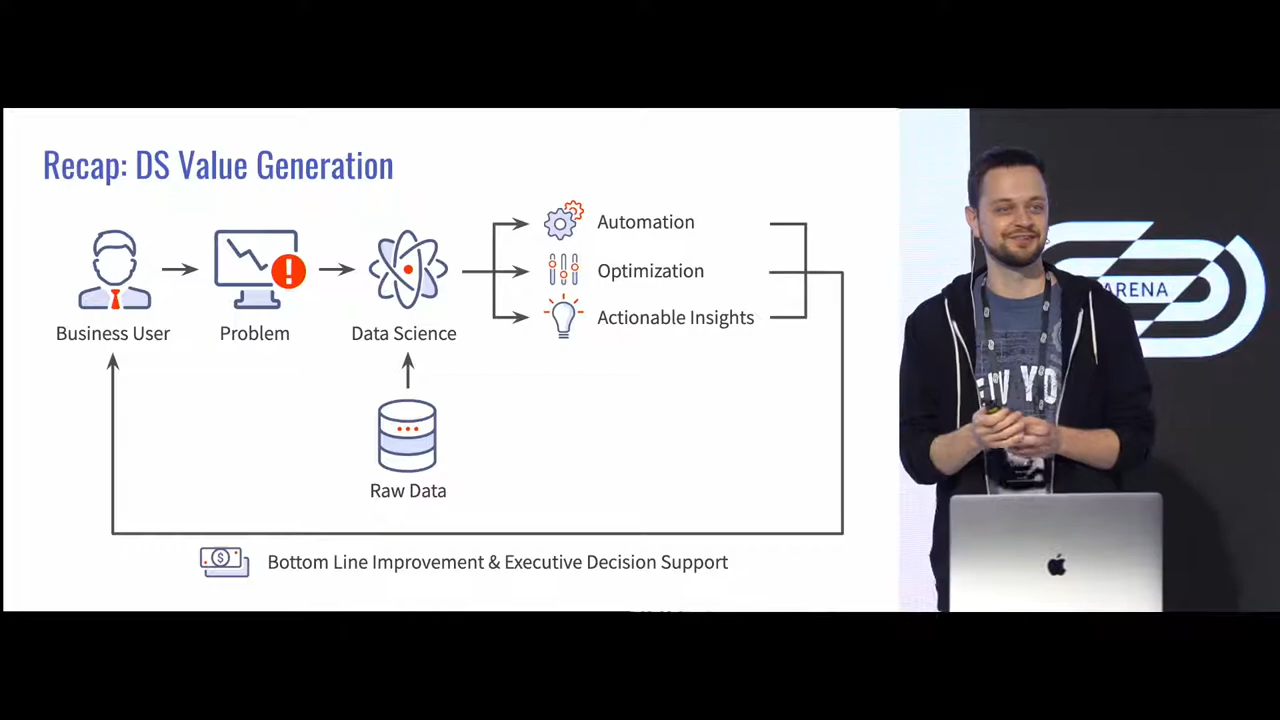 Recap: DS Value Generation
Automation
Optimization
Actionable Insights
Business User
Problem
Data Science
Raw Data
Bottom Line Improvement & Executive Decision Support
ARENA